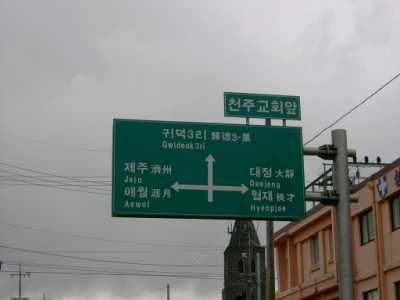 천주교회앞
귀덕3리 歸德3里
Gwideok3ri
제주 濟州
Jeju
애월 涯月
Aewol
대정 大靜
Daejeng
협재 挾才
Hyeopjae